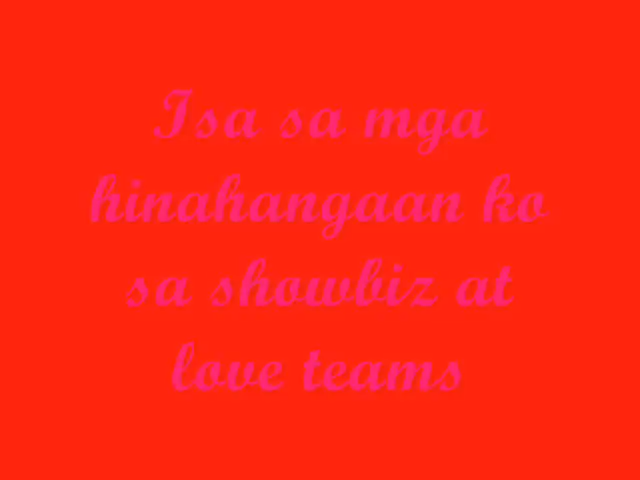 Isa sa mga
hinahangaan ko
sa showbiz at
love teams